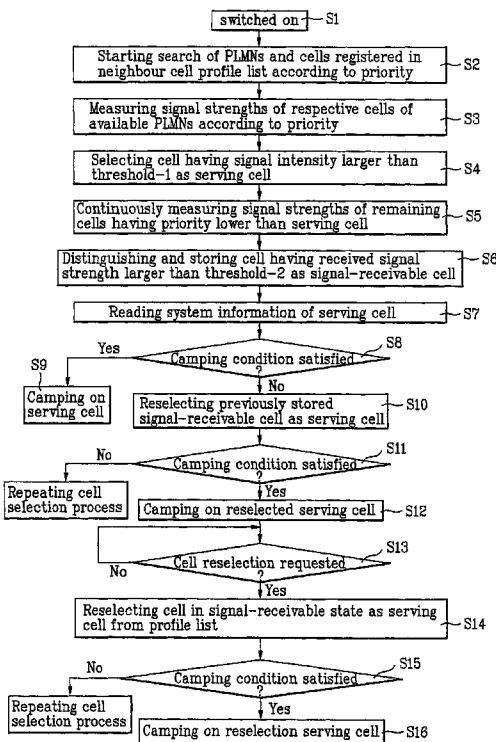 switched on
S1
Starting search of PLMNs and cells registered in
neighbour cell profile list according to priority
S2
Measuring signal strengths of respective cells of
available PLMNs according to priority
S3
Selecting cell having signal intensity larger than
threshold-1 as serving cell
S4
Continuously measuring signal strengths of remaining
cells having priority lower than serving cell
S5
Distinguishing and storing cell having received signal
strength larger than threshold-2 as signal-receivable cell
S6
Reading system information of serving cell
S7
Camping condition satisfied
?
S8
Yes
S9
Camping on
serving cell
No
Reselecting previously stored
signal-receivable cell as serving cell
S10
Camping condition satisfied
?
S11
No
Repeating cell
selection process
Yes
Camping on reselected serving cell
S12
Cell reselection requested
?
S13
No
Yes
Reselecting cell in signal-receivable state as serving
cell from profile list
S14
Camping condition satisfied
?
S15
No
Repeating cell
selection process
Yes
Camping on reselection serving cell
S16